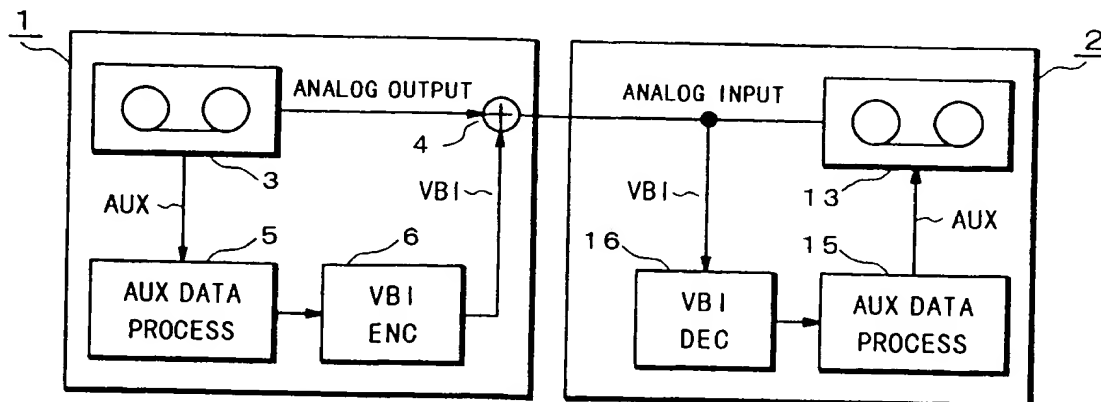 1
2
ANALOG OUTPUT
ANALOG INPUT
4
3
13
AUX
VBI
VBI
AUX
5
6
16
15
AUX DATA
PROCESS
VBI
ENC
VBI
DEC
AUX DATA
PROCESS